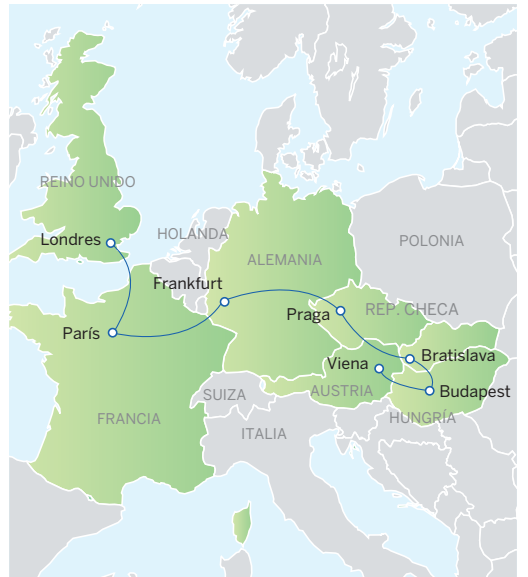 REINO UNIDO
HOLANDA
Londres
POLONIA
ALEMANIA
Frankfurt
REP. CHECA
Praga
París
Bratislava
Viena
Budapest
SUIZA
AUSTRIA
FRANCIA
HUNGRÍA
ITALIA